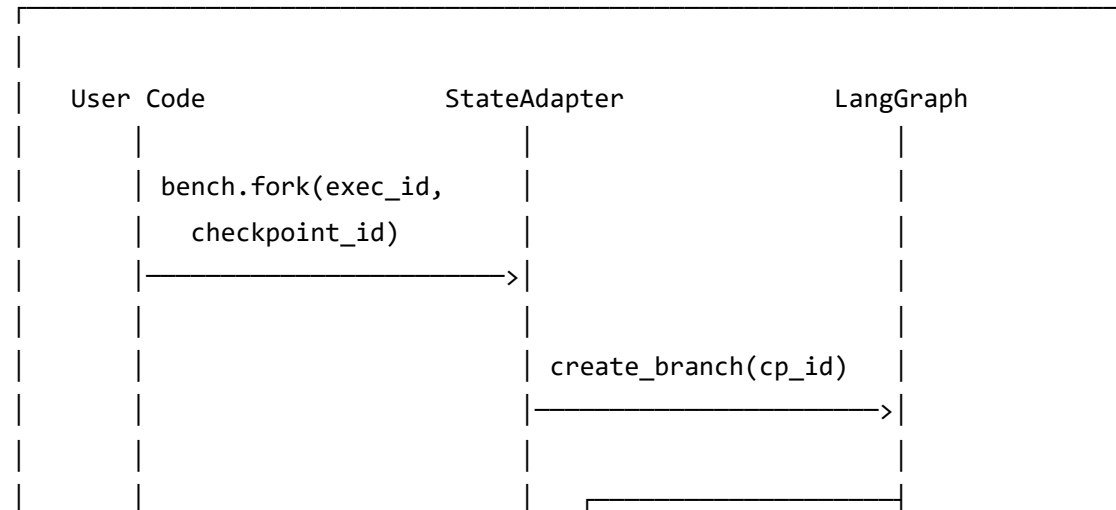 User Code StateAdapter LangGraph
bench.fork(exec_id,
checkpoint_id)
create_branch(cp_id)